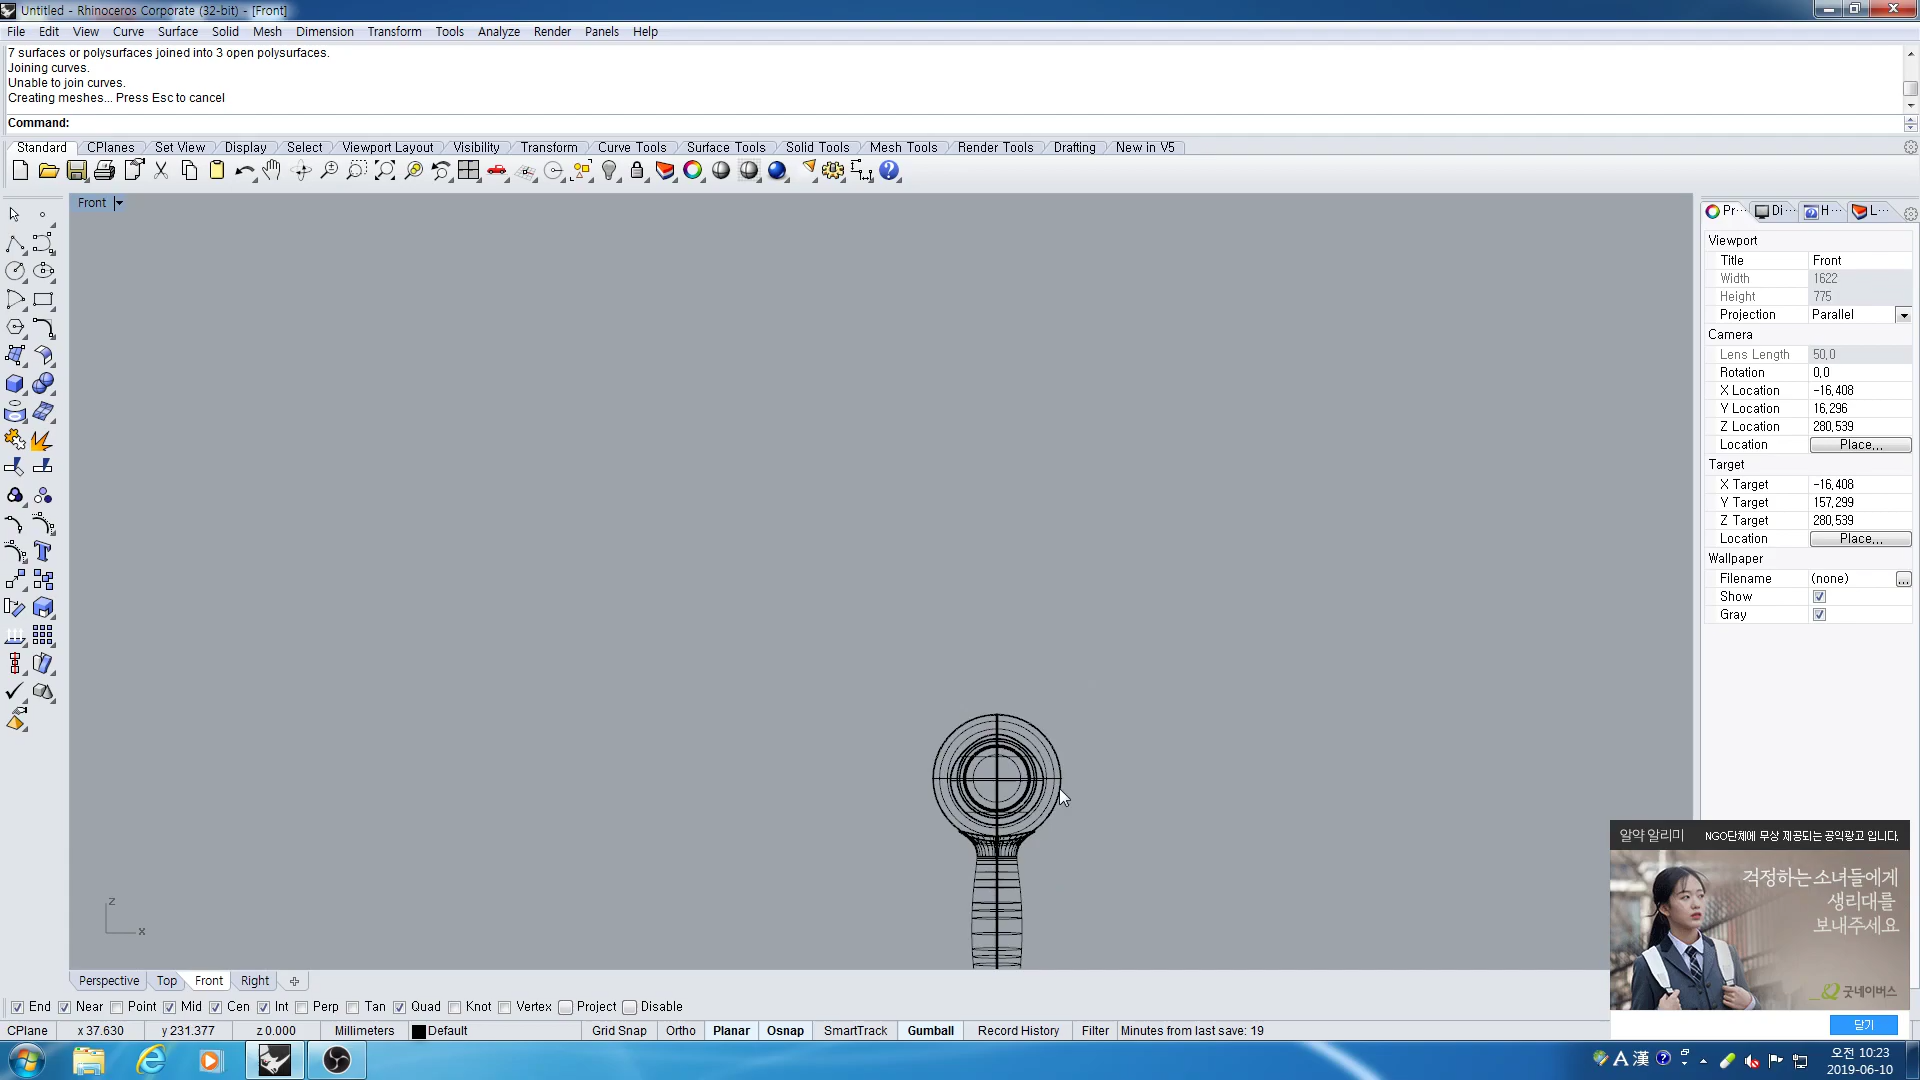 Untitled - Rhinoceros Corporate (32-bit) - [Front]
File Edit View Curve Surface Solid Mesh Dimension Transform Tools Analyze Render Panels Help
7 surfaces or polysurfaces joined into 3 open polysurfaces.
Joining curves.
Unable to join curves.
Creating meshes... Press Esc to cancel
Command:
Standard CPlanes Set View Display Select Viewport Layout Visibility Transform Curve Tools Surface Tools Solid Tools Mesh Tools Render Tools Drafting New in V5
Front
Pr... Di... H... L...
Viewport
Title Front
Width 1622
Height 775
Projection Parallel
Camera
Lens Length 50,0
Rotation 0,0
X Location -16,408
Y Location 16,296
Z Location 280,539
Location Place...
Target
X Target -16,408
Y Target 157,299
Z Target 280,539
Location Place...
Wallpaper
Filename (none) ...
Show
Gray
z
x
알약 알리미 NGO단체에 무상 제공되는 공익광고 입니다.
걱정하는 소녀들에게
생리대를
보내주세요
굿네이버스
닫기
Perspective Top Front Right
End Near Point Mid Cen Int Perp Tan Quad Knot Vertex Project Disable
CPlane x 37.630 y 231.377 z 0.000 Millimeters Default Grid Snap Ortho Planar Osnap SmartTrack Gumball Record History Filter Minutes from last save: 19
A 漢 오전 10:23
2019-06-10